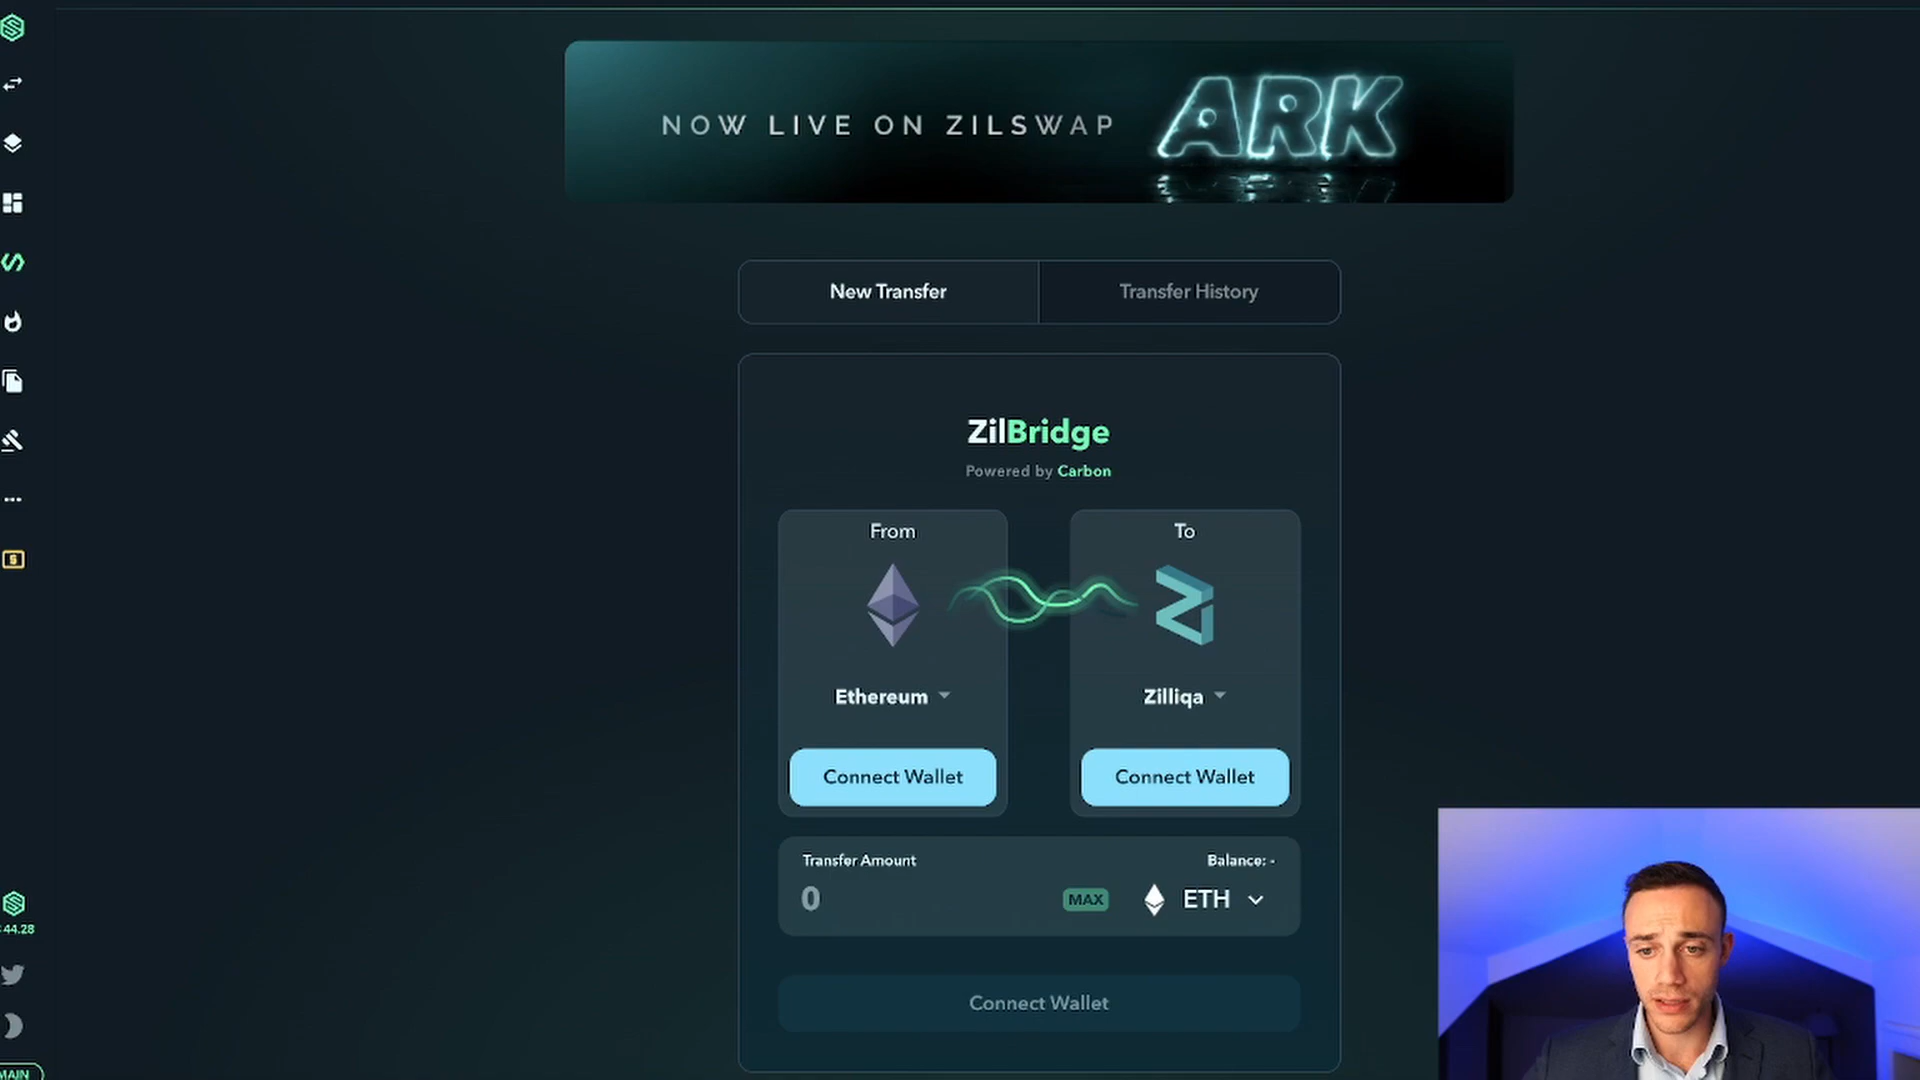 NOW LIVE ON ZILSWAP ARK
New Transfer
Transfer History
ZilBridge
Powered by Carbon
From
To
Ethereum
Zilliqa
Connect Wallet
Connect Wallet
Transfer Amount
Balance: -
0
MAX
ETH
Connect Wallet
44.28
MAIN